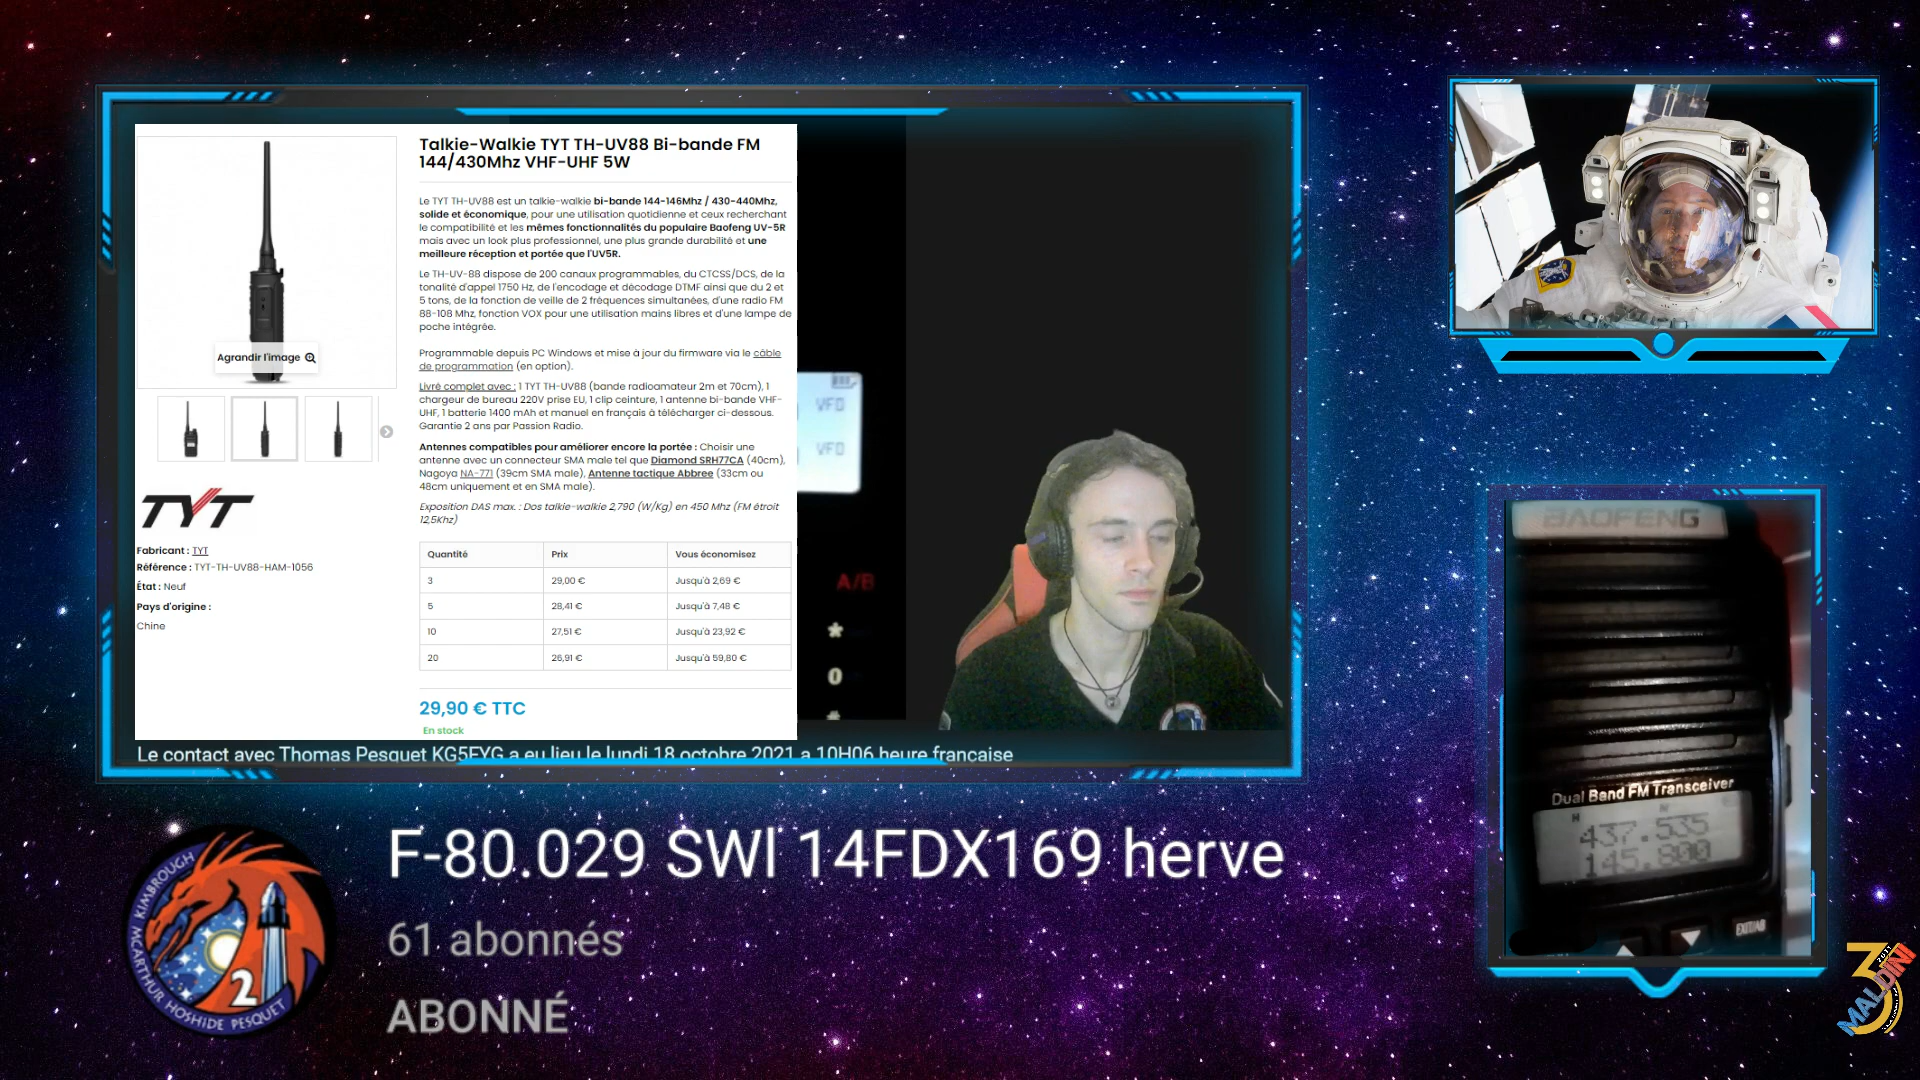 Talkie-Walkie TYT TH-UV88 Bi-bande FM
144/430Mhz VHF-UHF 5W
Le TYT TH-UV88 est un talkie-walkie bi-bande 144-146Mhz / 430-440Mhz,
solide et économique, pour une utilisation quotidienne et ceux recherchant
le compatibilité et les mêmes fonctionnalités du populaire Baofeng UV-5R
mais avec un look plus professionnel, une plus grande durabilité et une
meilleure réception et portée que l'UV5R.
Le TH-UV-88 dispose de 200 canaux programmables, du CTCSS/DCS, de la
tonalité d'appel 1750 Hz, de l'encodage et décodage DTMF ainsi que du 2 et
5 tons, de la fonction de veille de 2 fréquences simultanées, d'une radio FM
88-108 Mhz, fonction VOX pour une utilisation mains libres et d'une lampe de
poche intégrée.
Programmable depuis PC Windows et mise à jour du firmware via le câble
de programmation (en option).
Livré complet avec : 1 TYT TH-UV88 (bande radioamateur 2m et 70cm), 1
chargeur de bureau 220V prise EU, 1 clip ceinture, 1 antenne bi-bande VHF-
UHF, 1 batterie 1400 mAh et manuel en français à télécharger ci-dessous.
Garantie 2 ans par Passion Radio.
Antennes compatibles pour améliorer encore la portée : Choisir une
antenne avec un connecteur SMA male tel que Diamond SRH77CA (40cm),
Nagoya NA-771 (39cm SMA male), Antenne tactique Abbree (33cm ou
48cm uniquement et en SMA male).
Exposition DAS max. : Dos talkie-walkie 2,790 (W/Kg) en 450 Mhz (FM étroit
12,5Khz)
Quantité Prix Vous économisez
3 29,00 € Jusqu'à 2,69 €
5 28,41 € Jusqu'à 7,48 €
10 27,51 € Jusqu'à 23,92 €
20 26,91 € Jusqu'à 59,80 €
29,90 € TTC
En stock
Agrandir l'image
TYT
Fabricant : TYT
Référence : TYT-TH-UV88-HAM-1056
État : Neuf
Pays d'origine :
Chine
VFO
VFO
A/B
*
0
Le contact avec Thomas Pesquet KG5FYG a eu lieu le lundi 18 octobre 2021 a 10H06 heure francaise
BAOFENG
Dual Band FM Transceiver
437.535
145.800
EXIT/AB
F-80.029 SWl 14FDX169 herve
61 abonnés
ABONNÉ
MCARTHUR KIMBROUGH
HOSHIDE PESQUET
2
3
MALDINI
2021